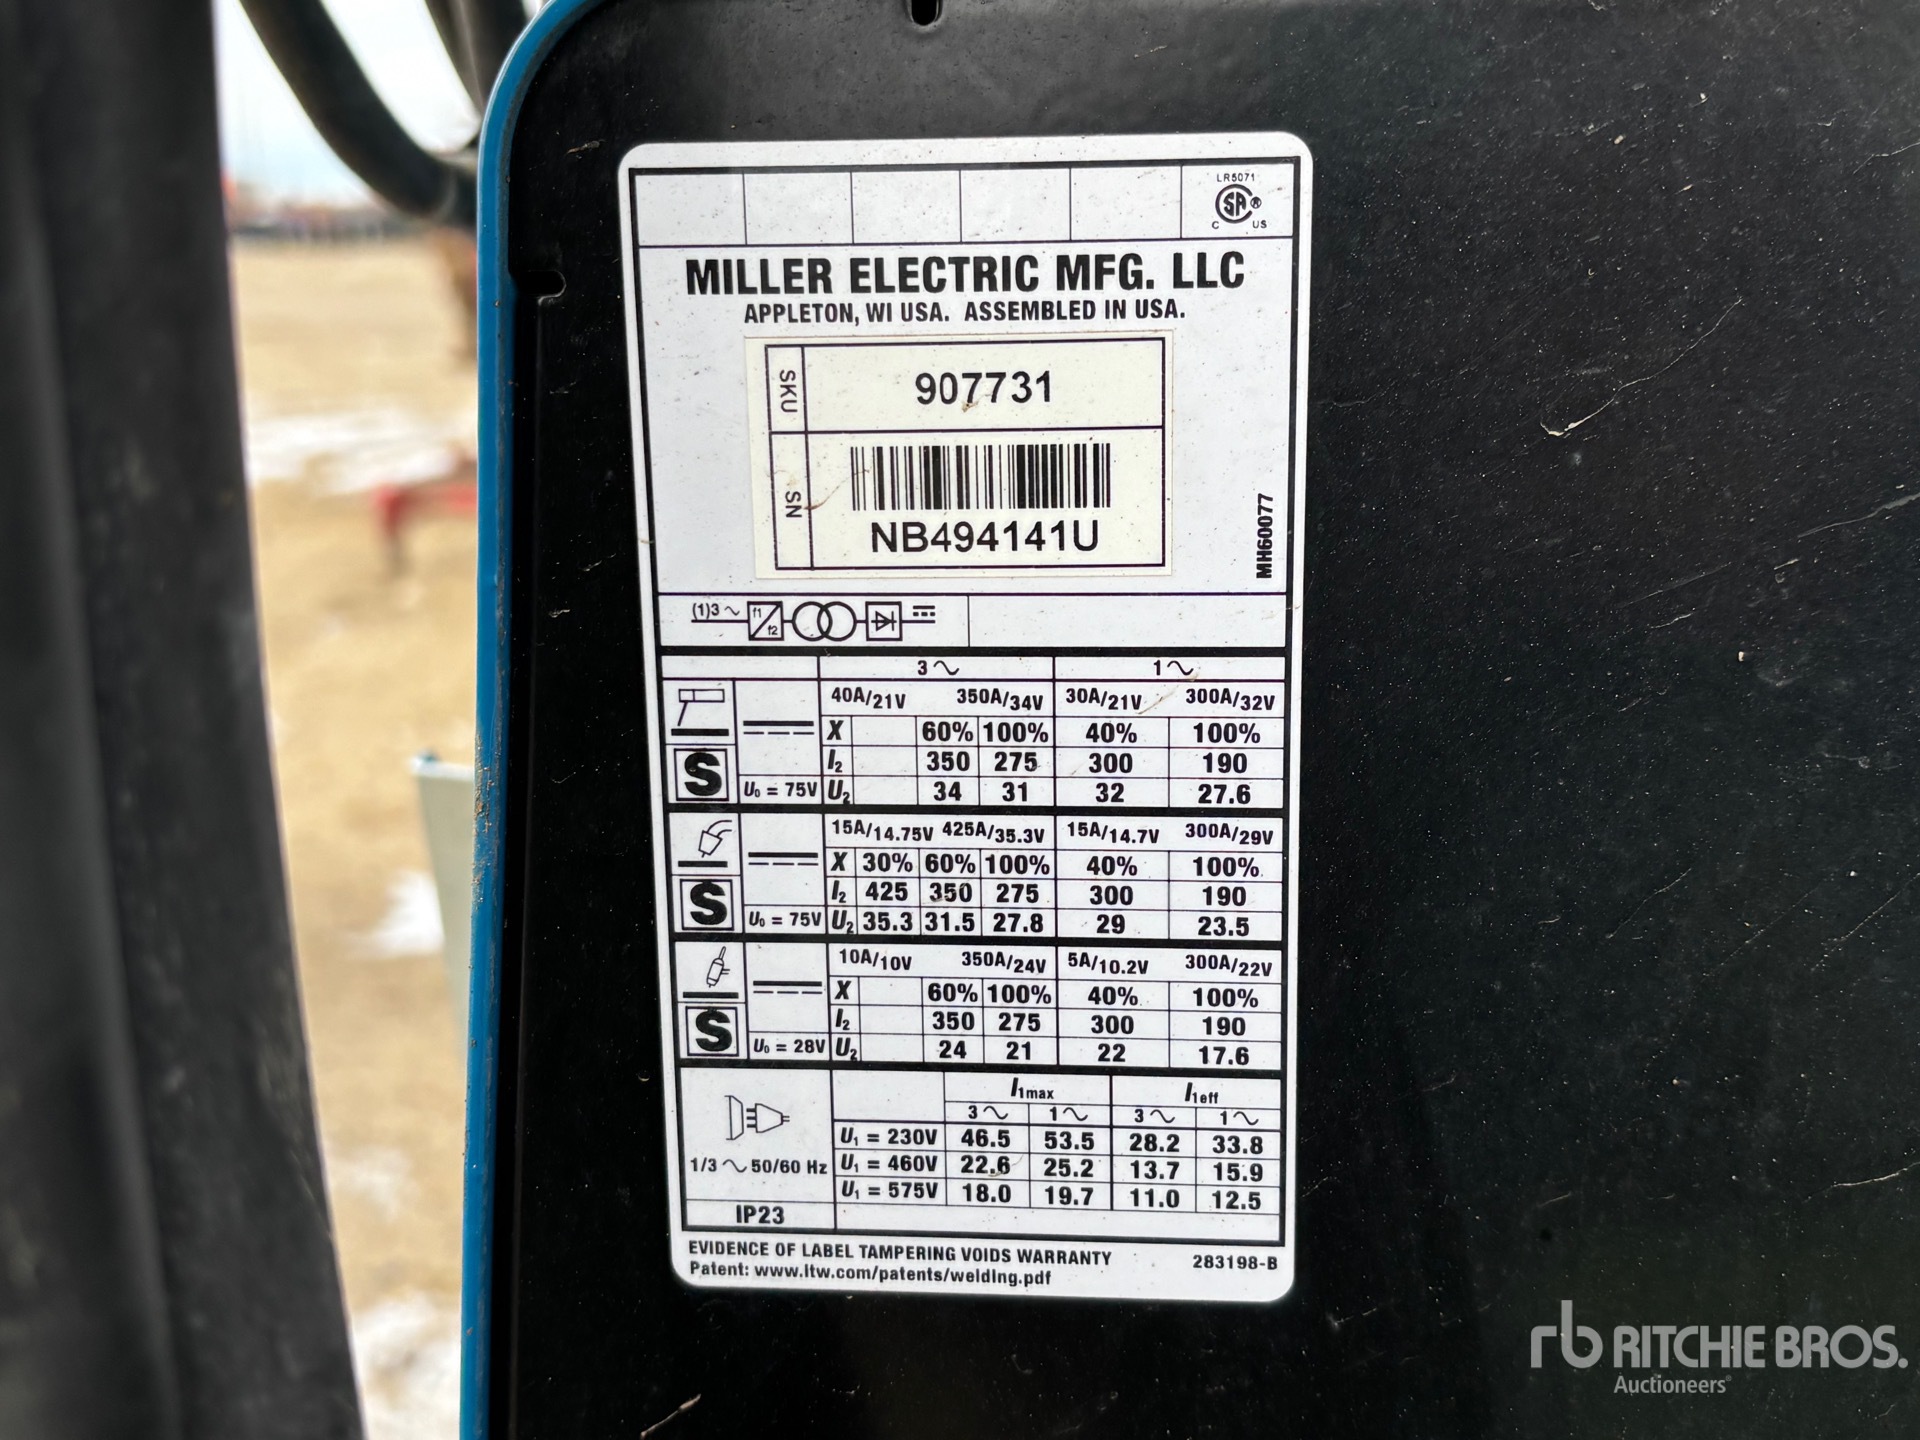 LR5071
SA®
C US
MILLER ELECTRIC MFG. LLC
APPLETON, WI USA. ASSEMBLED IN USA.
SKU 907731
SN
NB494141U
MH60077
(1)3 ~ f1 f2
3 ~ 1 ~
40A/21V 350A/34V 30A/21V 300A/32V
X 60% 100% 40% 100%
I2 350 275 300 190
S U0 = 75V U2 34 31 32 27.6
15A/14.75V 425A/35.3V 15A/14.7V 300A/29V
X 30% 60% 100% 40% 100%
I2 425 350 275 300 190
S U0 = 75V U2 35.3 31.5 27.8 29 23.5
10A/10V 350A/24V 5A/10.2V 300A/22V
X 60% 100% 40% 100%
I2 350 275 300 190
S U0 = 28V U2 24 21 22 17.6
I1max I1eff
3 ~ 1 ~ 3 ~ 1 ~
U1 = 230V 46.5 53.5 28.2 33.8
1/3 ~ 50/60 Hz U1 = 460V 22.6 25.2 13.7 15.9
U1 = 575V 18.0 19.7 11.0 12.5
IP23
EVIDENCE OF LABEL TAMPERING VOIDS WARRANTY 283198-B
Patent: www.itw.com/patents/welding.pdf
rb RITCHIE BROS.
Auctioneers